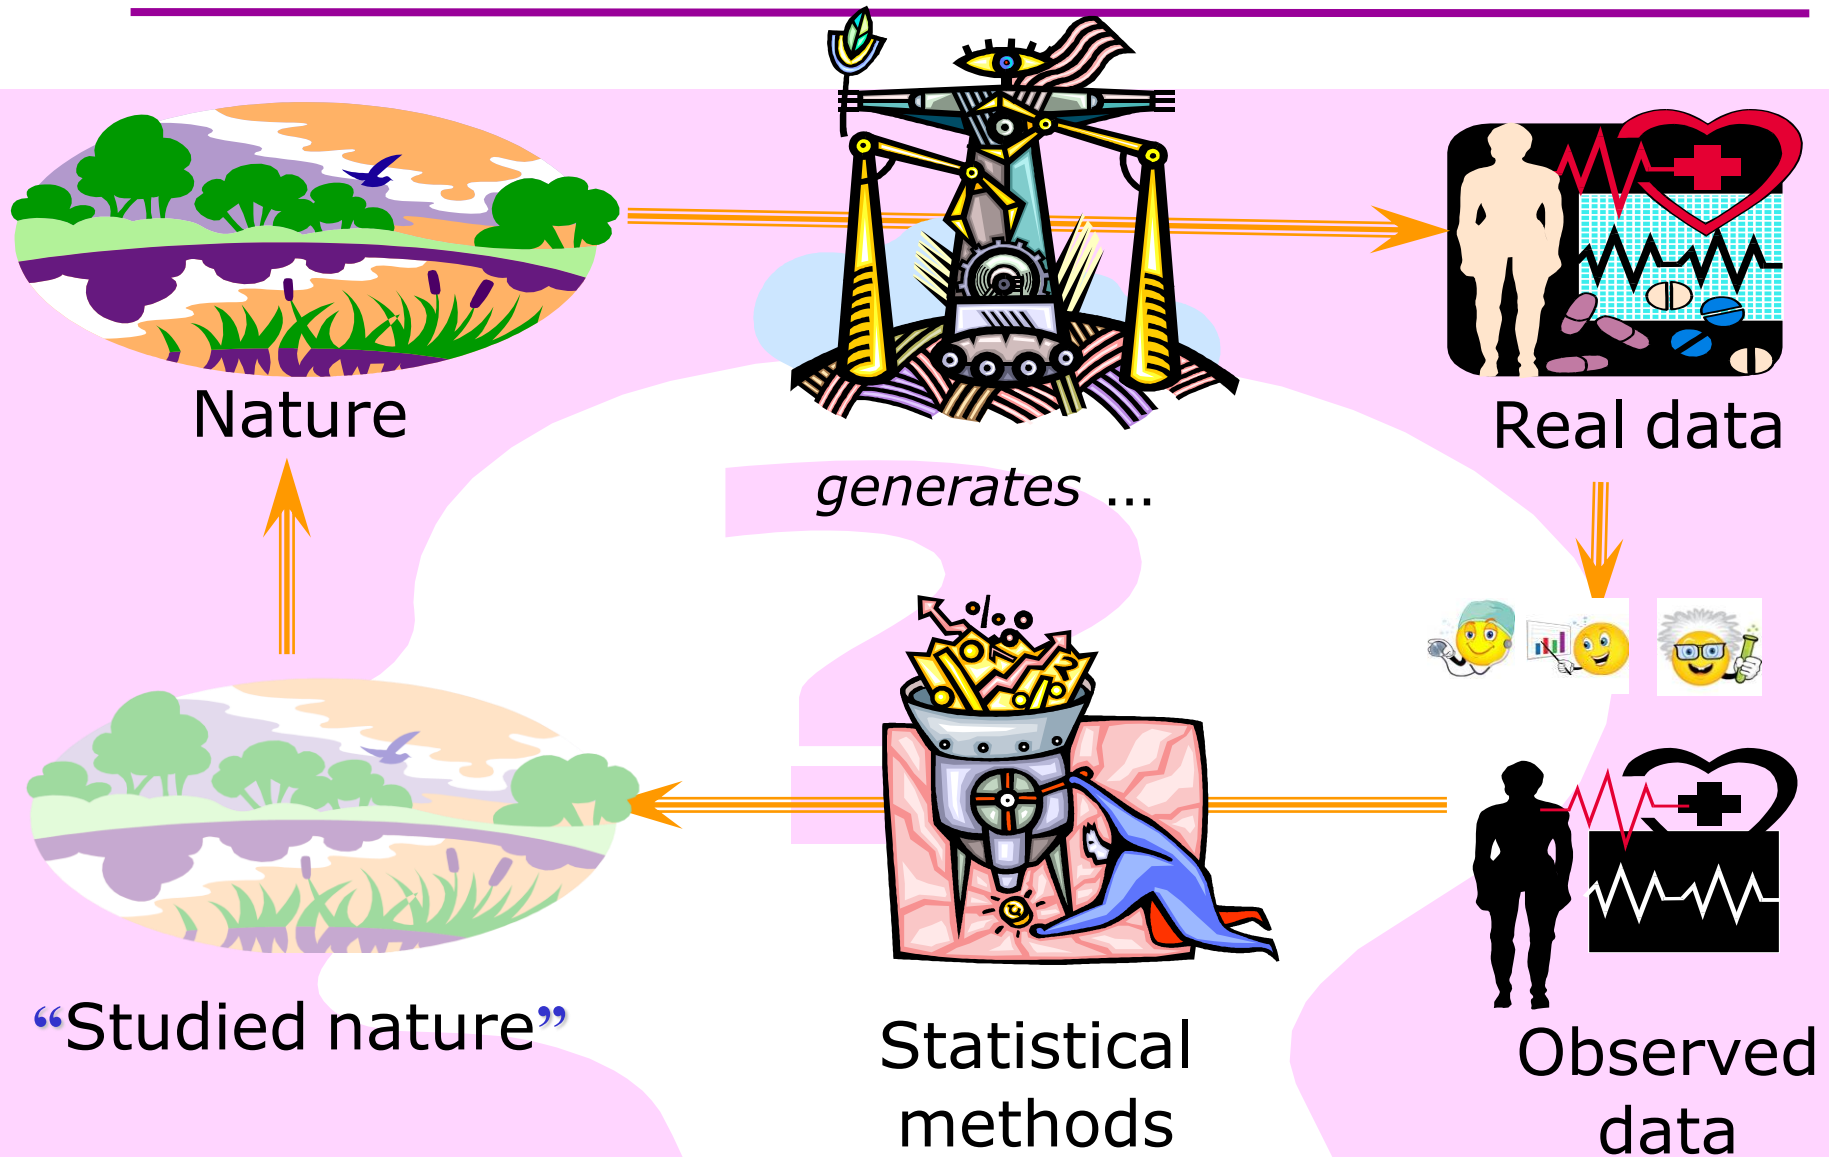 Nature
Real data
generates ...
“Studied nature”
Statistical
methods
Observed
data